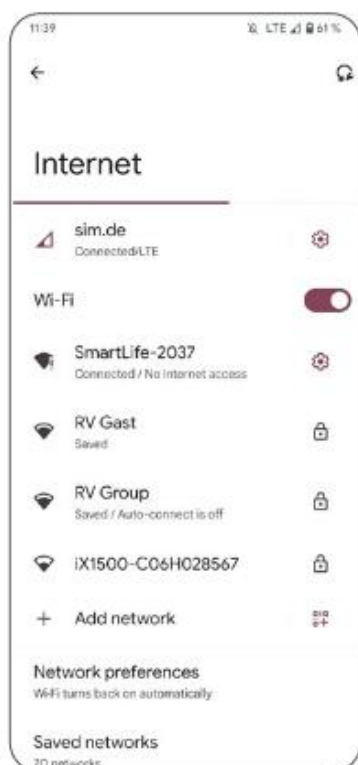 11:39
LTE 61%
Internet
sim.de
Connected/LTE
Wi-Fi
SmartLife-2037
Connected / No Internet access
RV Gast
Saved
RV Group
Saved / Auto-connect is off
iX1500-C06H028567
Add network
Network preferences
Wi-Fi turns back on automatically
Saved networks
20 networks